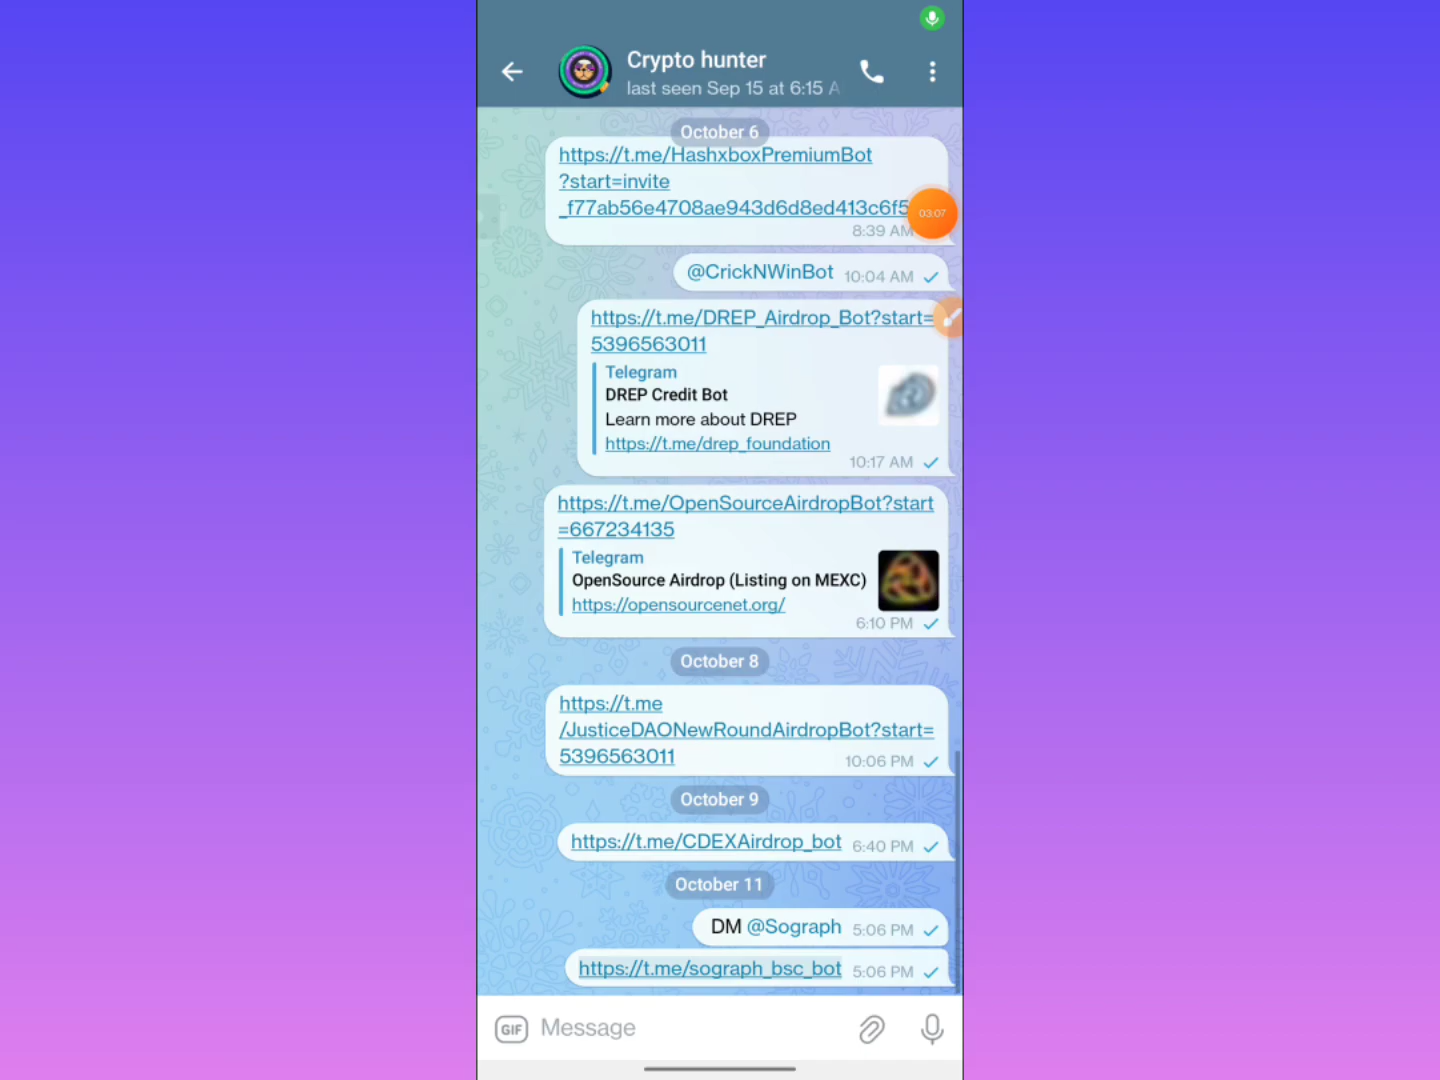 Crypto hunter
last seen Sep 15 at 6:15 A
October 6
https://t.me/HashxboxPremiumBot
?start=invite
_f77ab56e4708ae943d6d8ed413c6f5
03:07
8:39 AM
@CrickNWinBot 10:04 AM
https://t.me/DREP_Airdrop_Bot?start=
5396563011
Telegram
DREP Credit Bot
Learn more about DREP
https://t.me/drep_foundation
10:17 AM
https://t.me/OpenSourceAirdropBot?start
=667234135
Telegram
OpenSource Airdrop (Listing on MEXC)
https://opensourcenet.org/
6:10 PM
October 8
https://t.me
/JusticeDAONewRoundAirdropBot?start=
5396563011
10:06 PM
October 9
https://t.me/CDEXAirdrop_bot 6:40 PM
October 11
DM @Sograph 5:06 PM
https://t.me/sograph_bsc_bot 5:06 PM
GIF Message